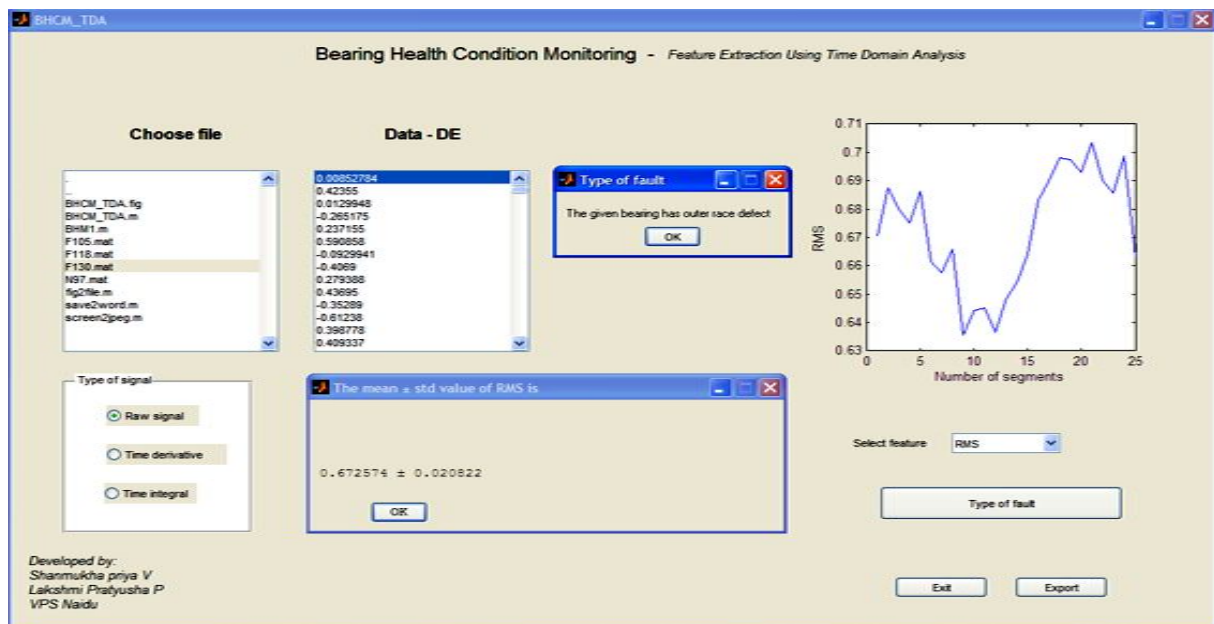 BHCM_TDA
Bearing Health Condition Monitoring - Feature Extraction Using Time Domain Analysis
Choose file
.
..
BHCM_TDA.fig
BHCM_TDA.m
BHM1.m
F105.mat
F118.mat
F130.mat
N97.mat
fig2file.m
save2word.m
screen2jpeg.m
Data - DE
0.00852784
0.42355
0.0129948
-0.265175
0.237155
0.590858
-0.0929941
-0.4069
0.279388
0.43695
-0.35289
-0.61238
0.398778
0.409337
Type of fault
The given bearing has outer race defect
OK
0.71
0.7
0.69
0.68
0.67
0.66
0.65
0.64
0.63
RMS
0 5 10 15 20 25
Number of segments
Type of signal
Raw signal
Time derivative
Time integral
The mean ± std value of RMS is
0.672574 ± 0.020822
OK
Select feature RMS
Type of fault
Exit Export
Developed by:
Shanmukha priya V
Lakshmi Pratyusha P
VPS Naidu